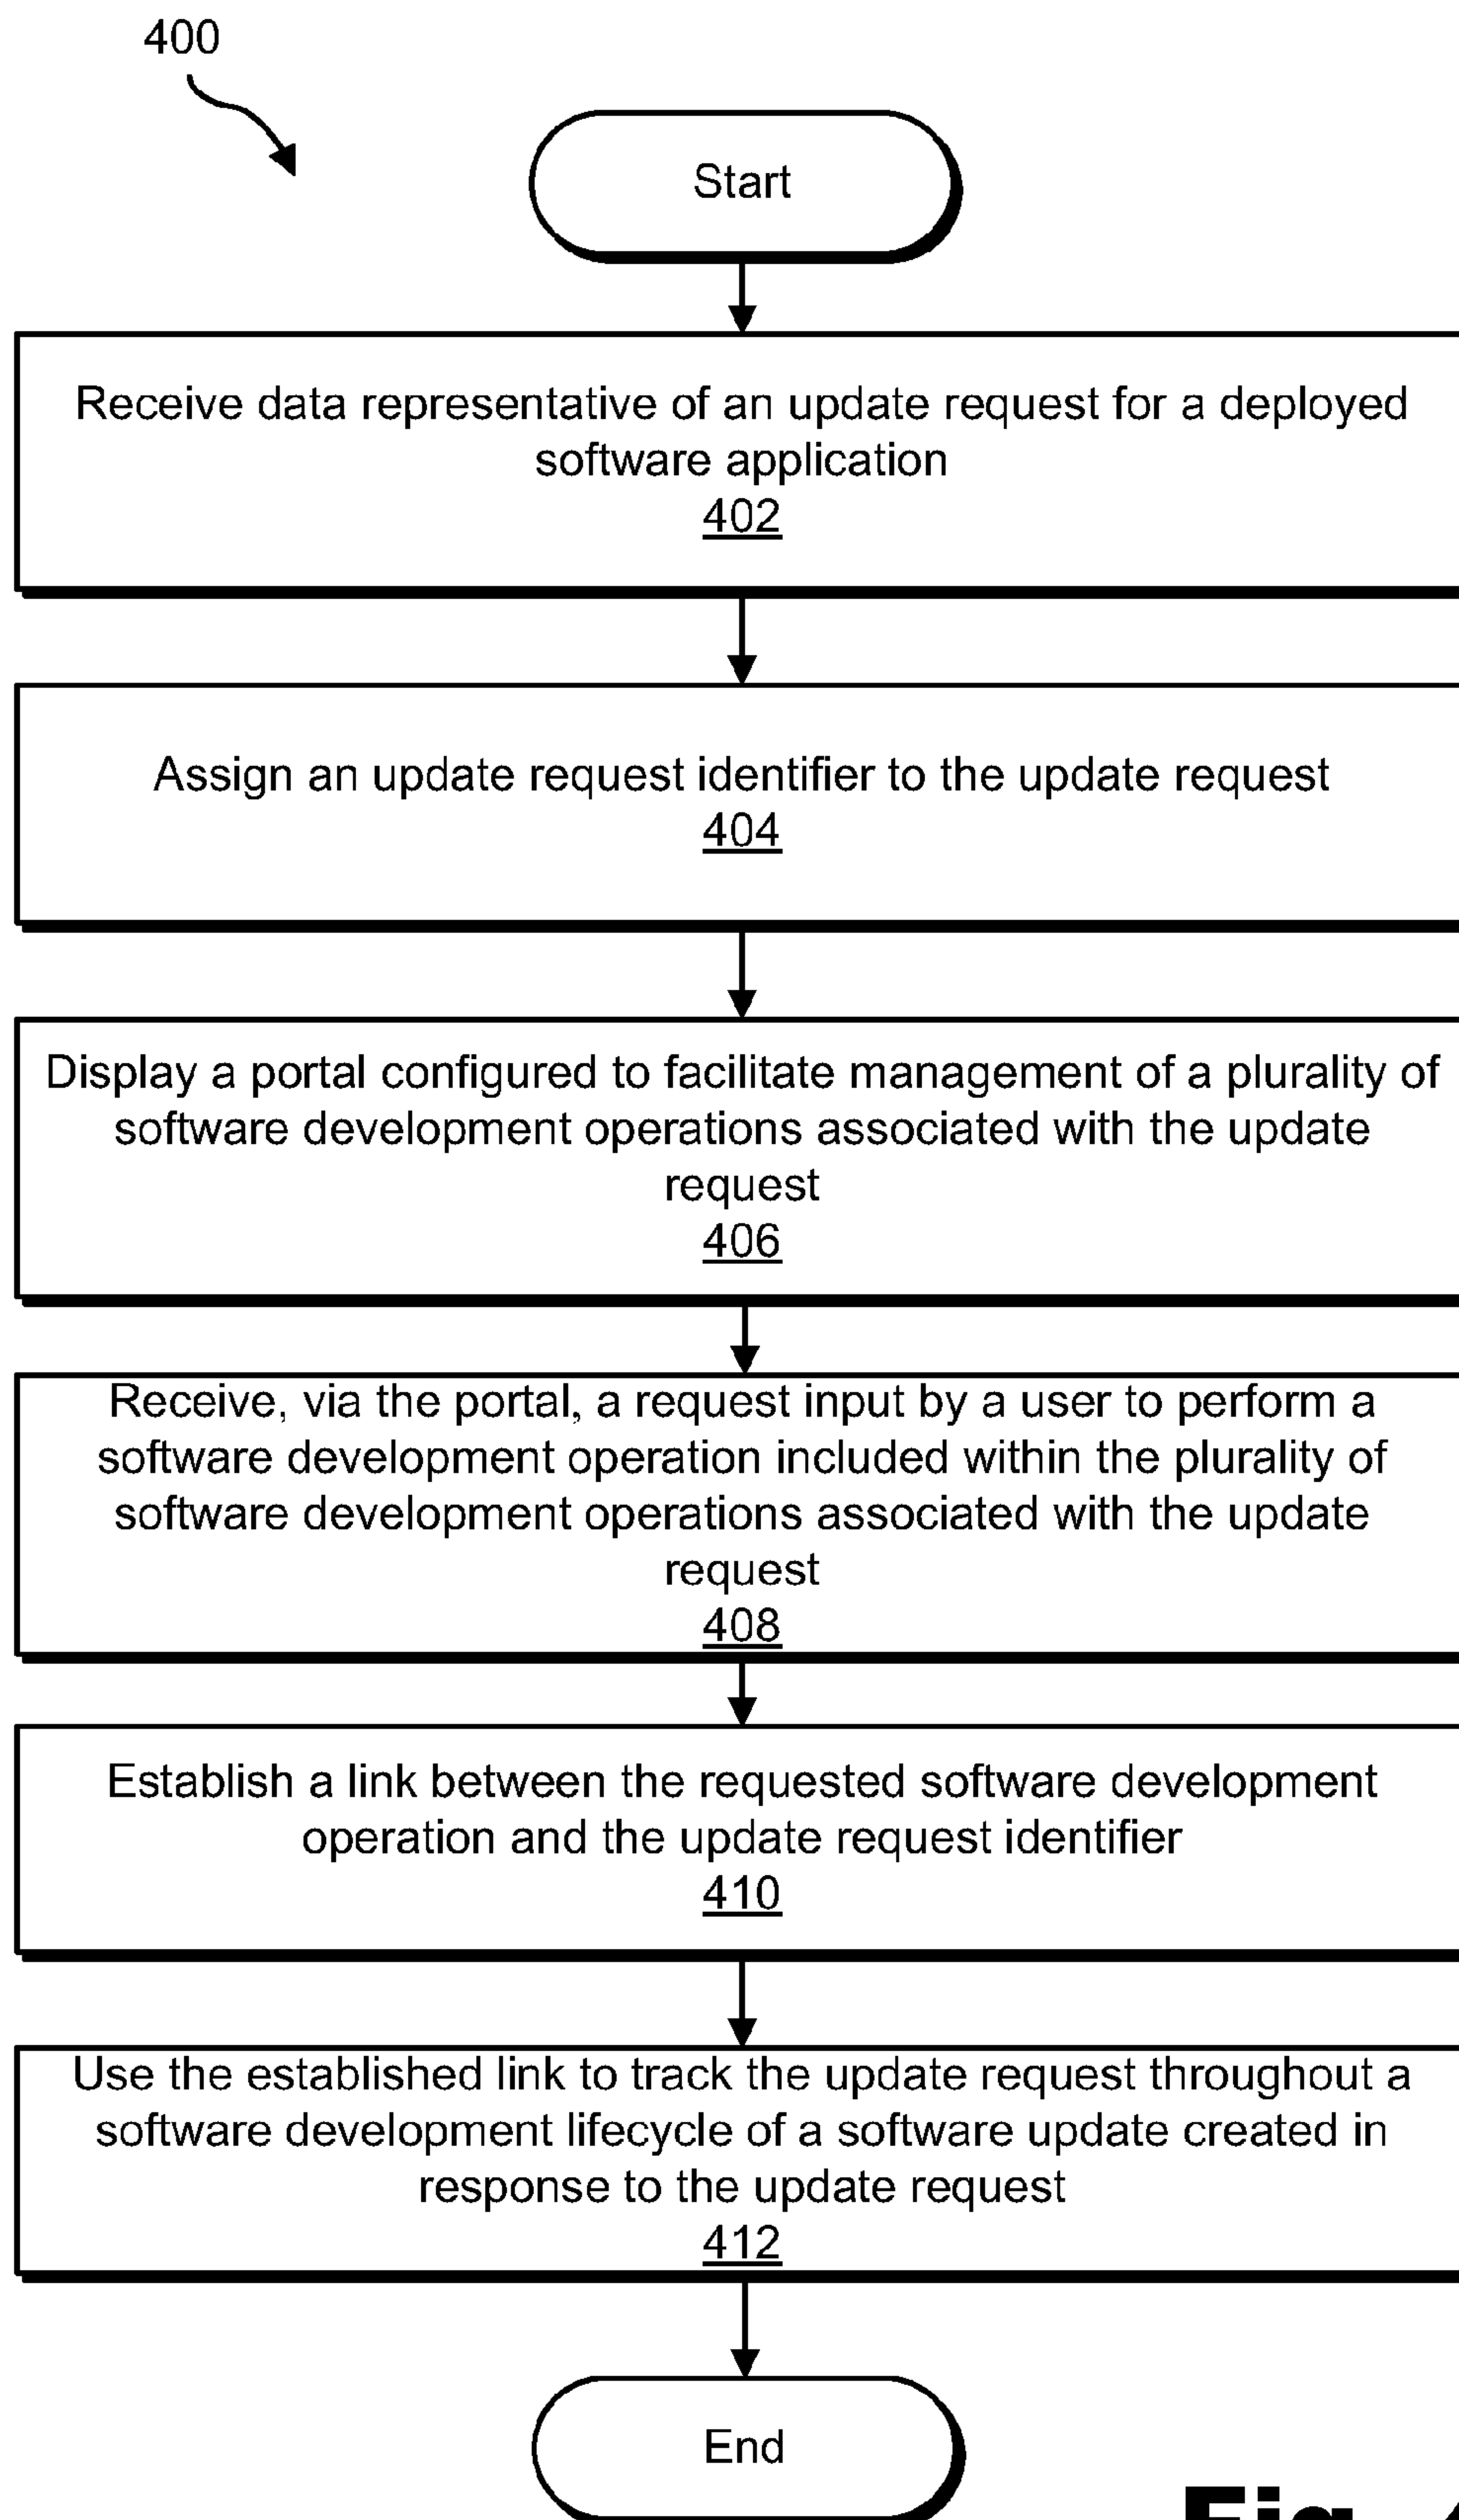 400
Start
Receive data representative of an update request for a deployed
software application
402
Assign an update request identifier to the update request
404
Display a portal configured to facilitate management of a plurality of
software development operations associated with the update
request
406
Receive, via the portal, a request input by a user to perform a
software development operation included within the plurality of
software development operations associated with the update
request
408
Establish a link between the requested software development
operation and the update request identifier
410
Use the established link to track the update request throughout a
software development lifecycle of a software update created in
response to the update request
412
End